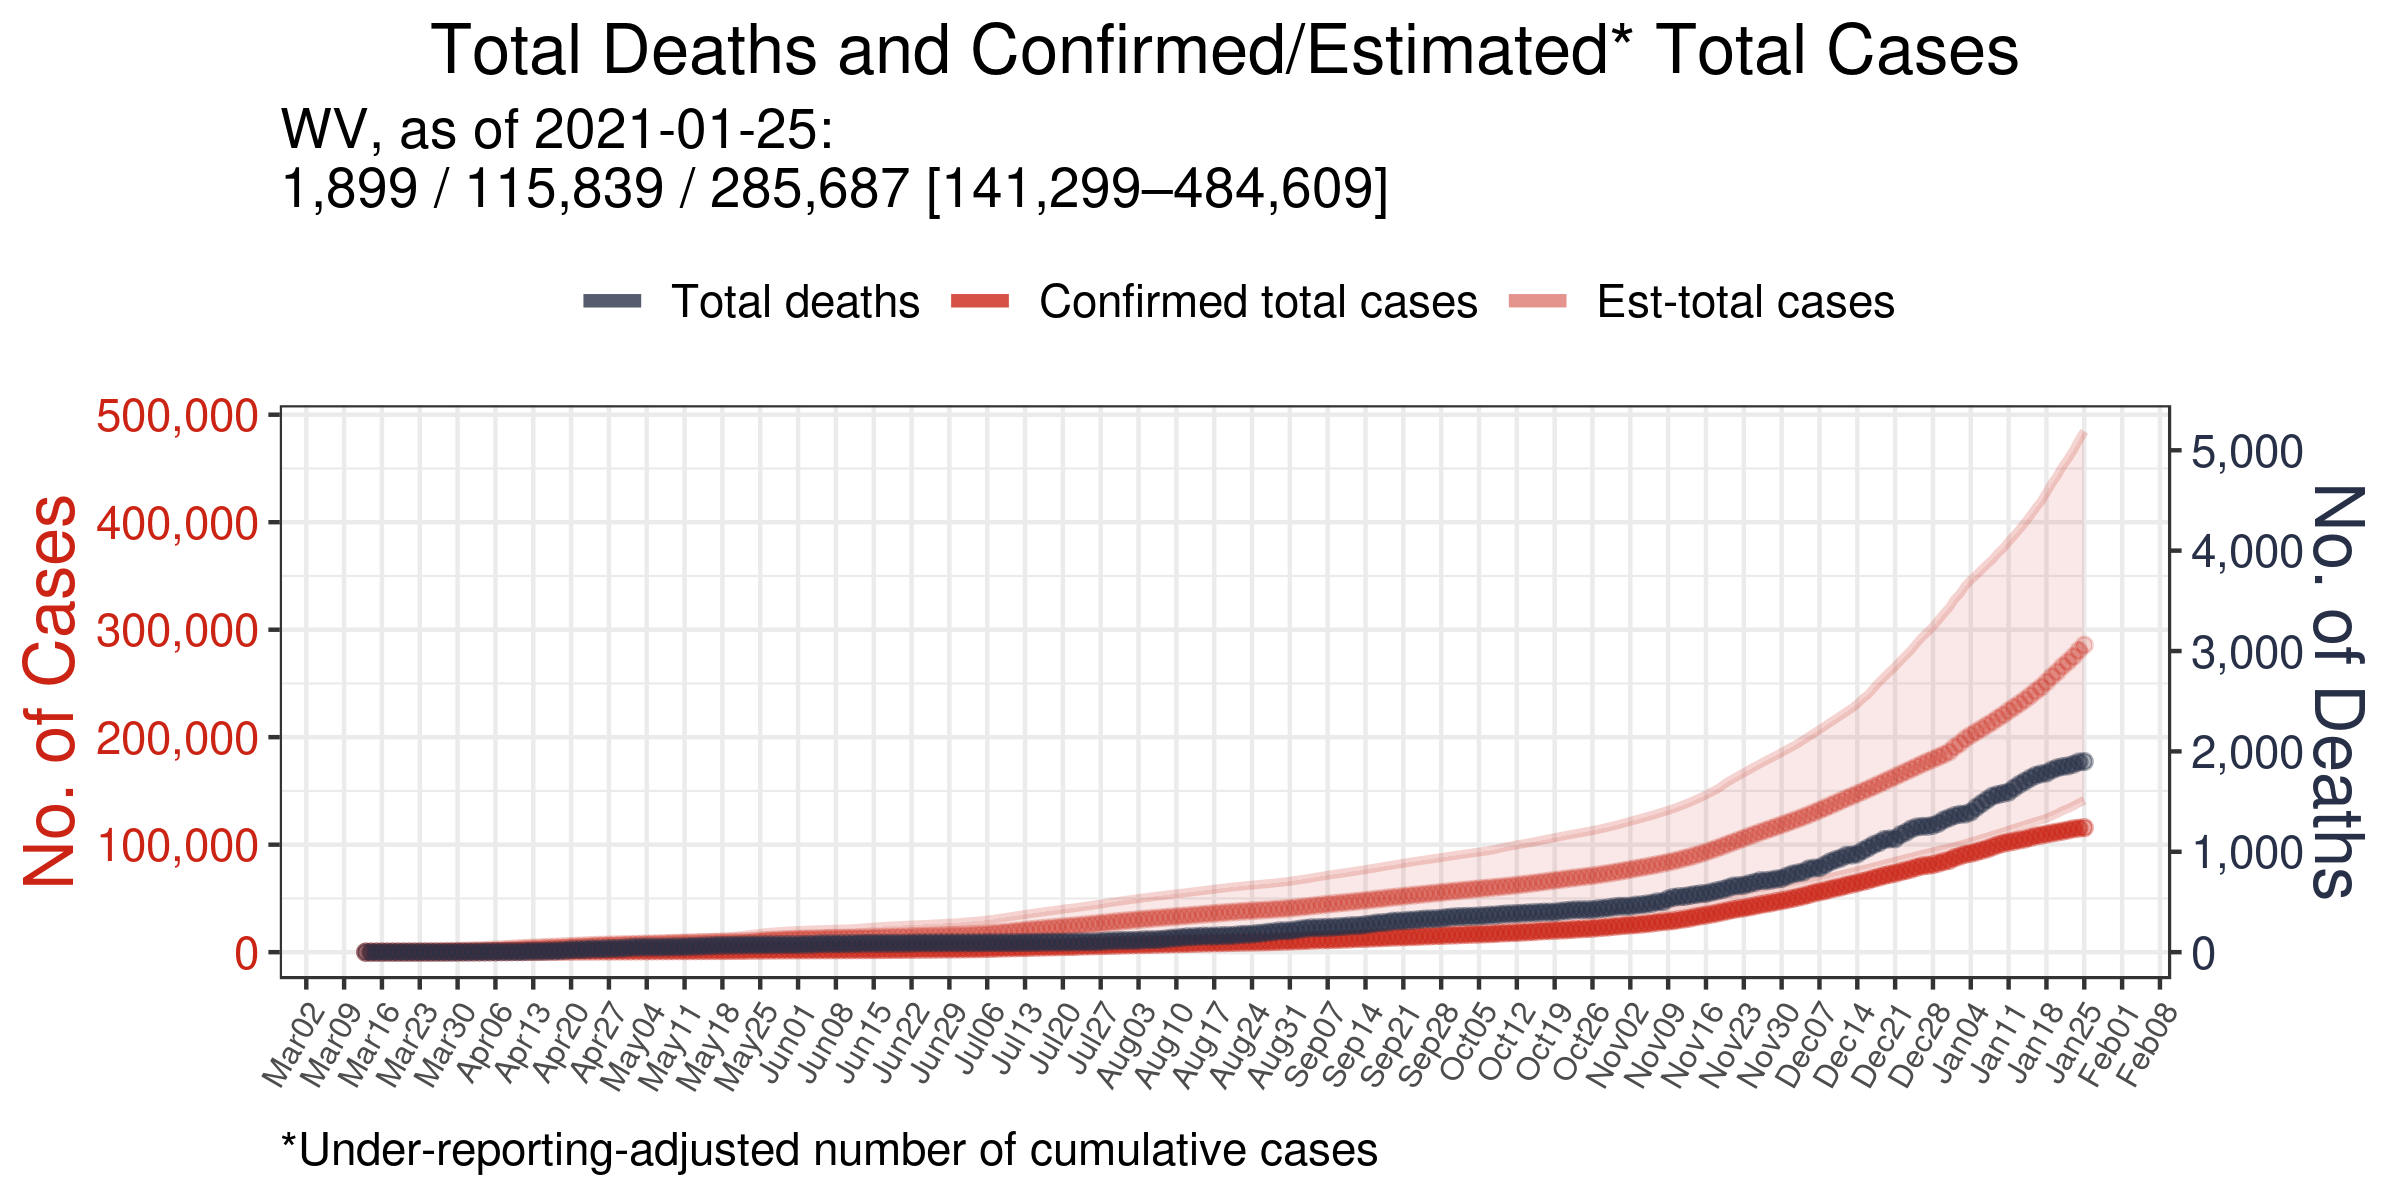 Total Deaths and Confirmed/Estimated* Total Cases
WV, as of 2021-01-25:
1,899 / 115,839 / 285,687 [141,299–484,609]
Total deaths
Confirmed total cases
Est-total cases
No. of Cases
500,000
400,000
300,000
200,000
100,000
0
5,000
4,000
3,000
2,000
1,000
0
No. of Deaths
Mar02
Mar09
Mar16
Mar23
Mar30
Apr06
Apr13
Apr20
Apr27
May04
May11
May18
May25
Jun01
Jun08
Jun15
Jun22
Jun29
Jul06
Jul13
Jul20
Jul27
Aug03
Aug10
Aug17
Aug24
Aug31
Sep07
Sep14
Sep21
Sep28
Oct05
Oct12
Oct19
Oct26
Nov02
Nov09
Nov16
Nov23
Nov30
Dec07
Dec14
Dec21
Dec28
Jan04
Jan11
Jan18
Jan25
Feb01
Feb08
*Under-reporting-adjusted number of cumulative cases